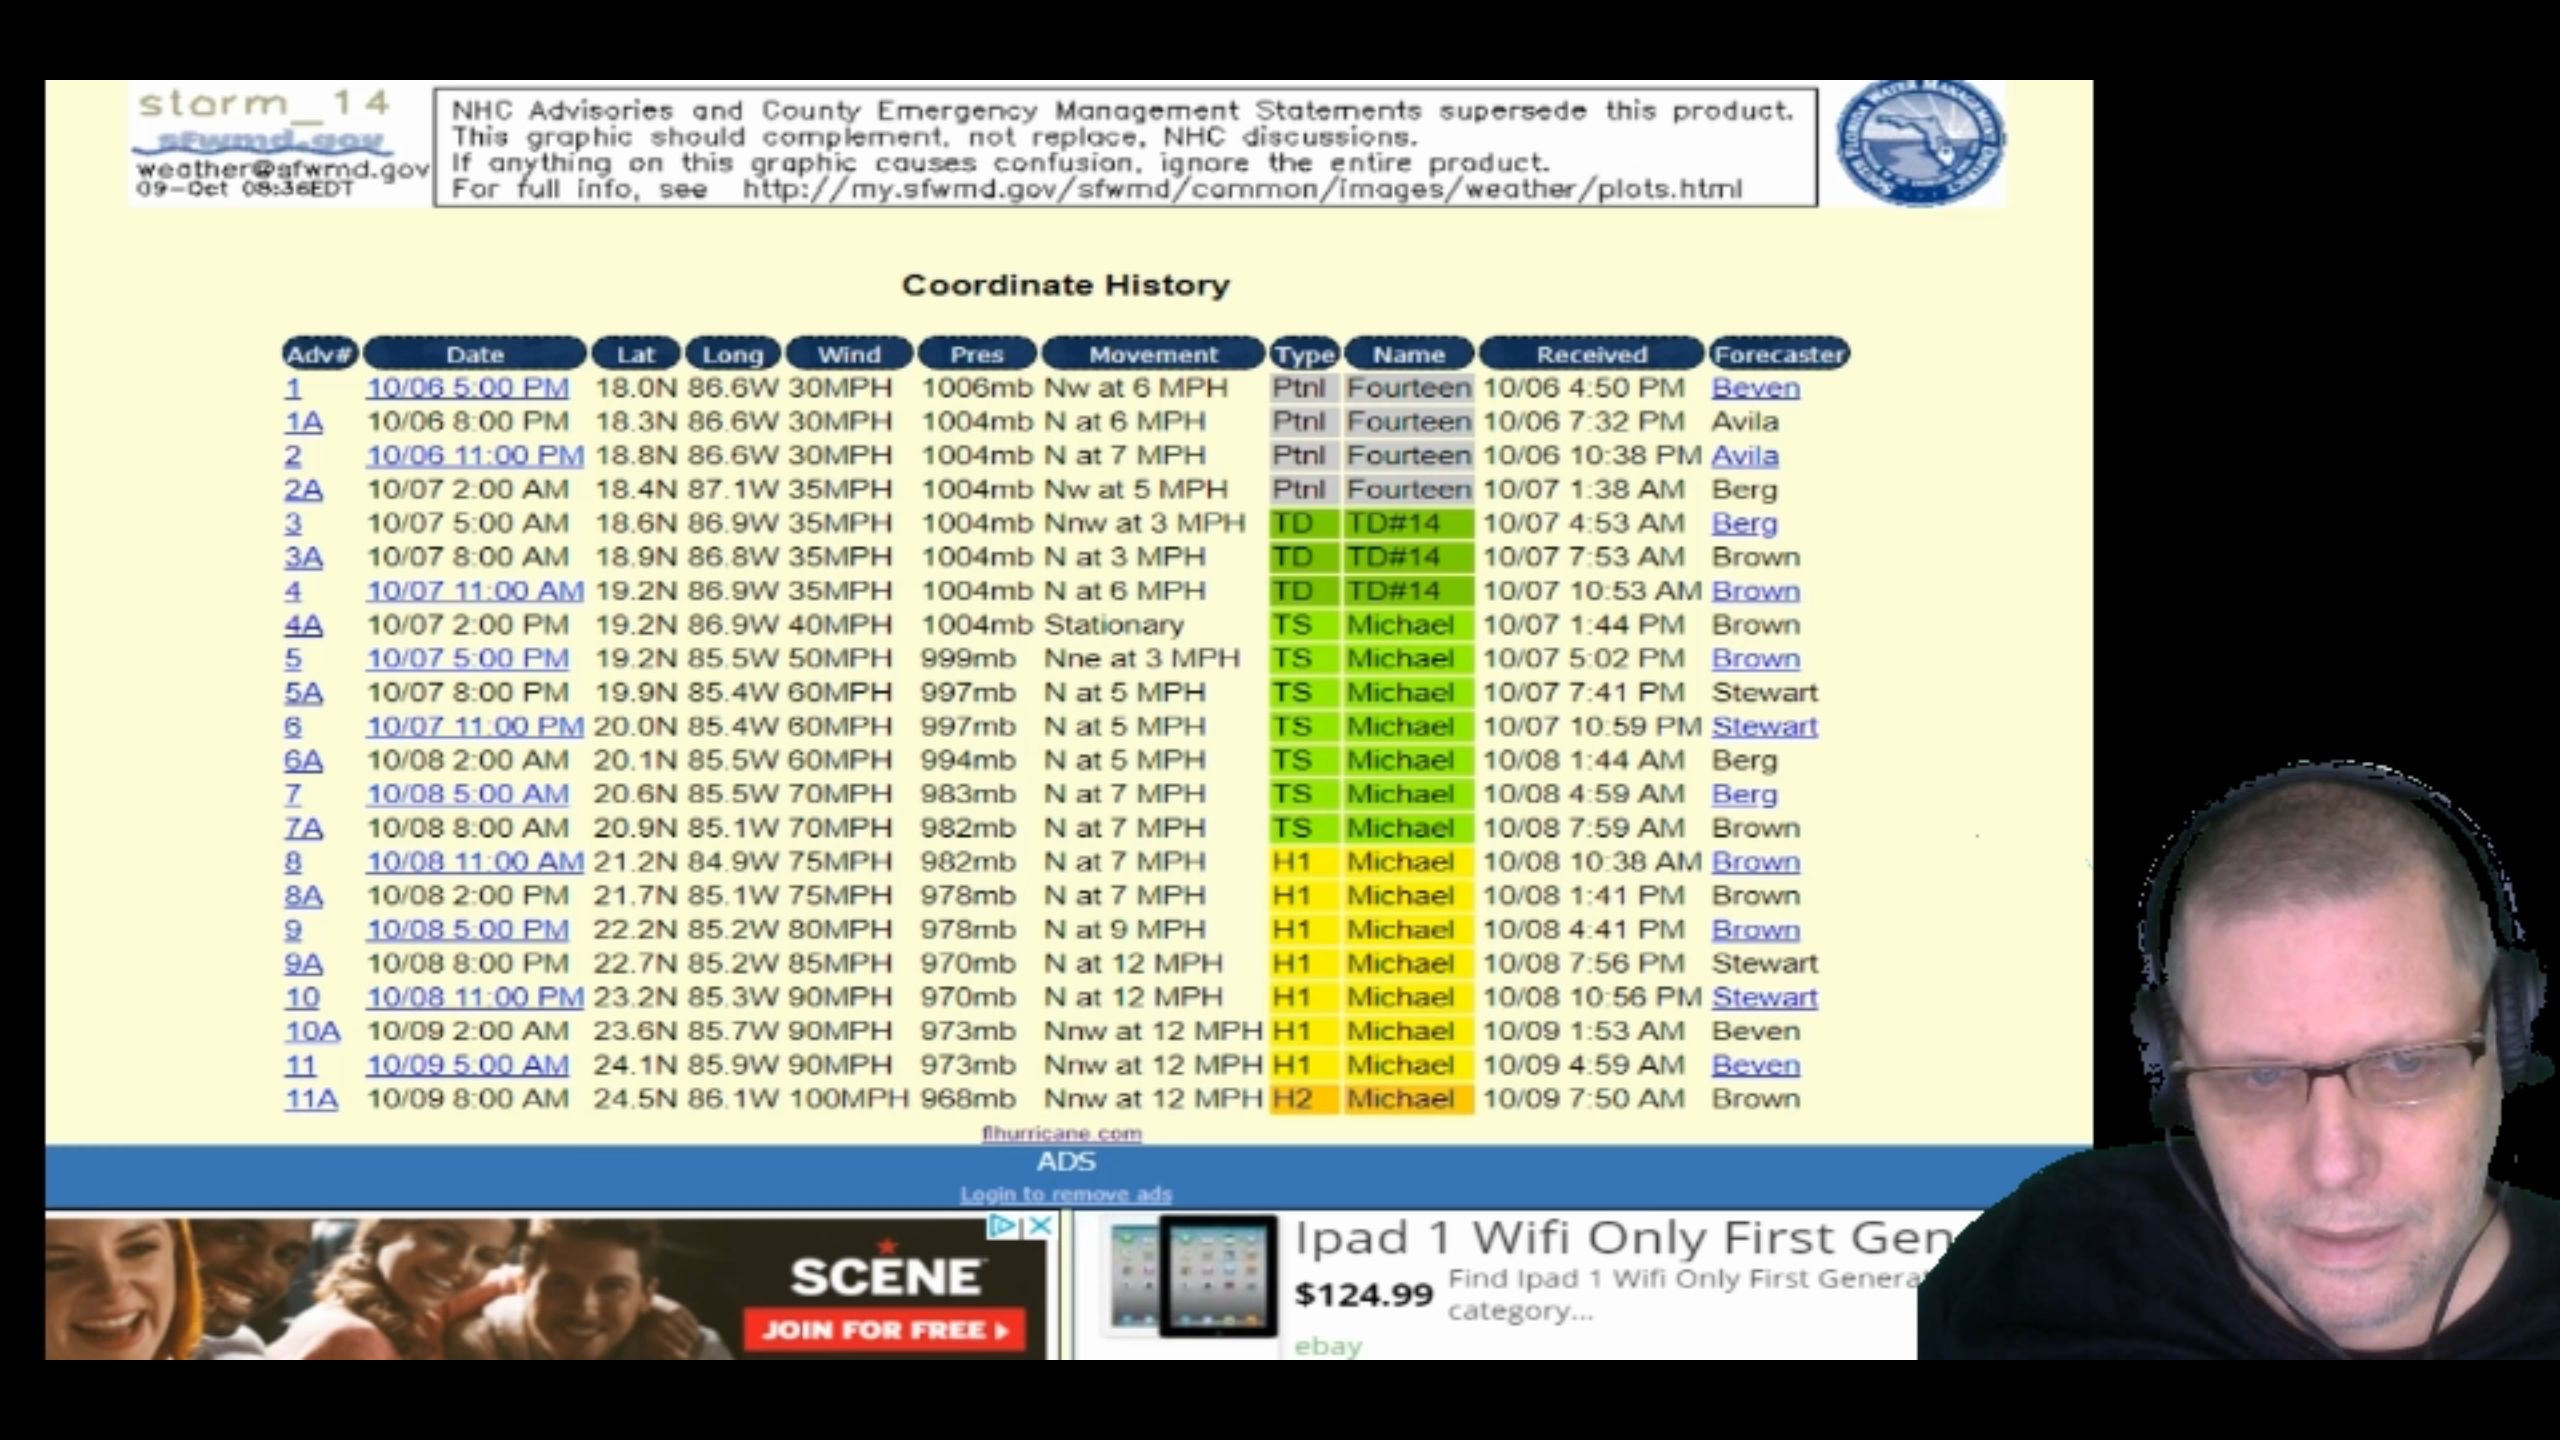 storm_14
sfwmd.gov
weather@sfwmd.gov
09-Oct 08:36EDT
NHC Advisories and County Emergency Management Statements supersede this product.
This graphic should complement, not replace, NHC discussions.
If anything on this graphic causes confusion, ignore the entire product.
For full info, see http://my.sfwmd.gov/sfwmd/common/images/weather/plots.html
SOUTH FLORIDA WATER MANAGEMENT DISTRICT
Coordinate History
Adv# Date Lat Long Wind Pres Movement Type Name Received Forecaster
1 10/06 5:00 PM 18.0N 86.6W 30MPH 1006mb Nw at 6 MPH Ptnl Fourteen 10/06 4:50 PM Beven
1A 10/06 8:00 PM 18.3N 86.6W 30MPH 1004mb N at 6 MPH Ptnl Fourteen 10/06 7:32 PM Avila
2 10/06 11:00 PM 18.8N 86.6W 30MPH 1004mb N at 7 MPH Ptnl Fourteen 10/06 10:38 PM Avila
2A 10/07 2:00 AM 18.4N 87.1W 35MPH 1004mb Nw at 5 MPH Ptnl Fourteen 10/07 1:38 AM Berg
3 10/07 5:00 AM 18.6N 86.9W 35MPH 1004mb Nnw at 3 MPH TD TD#14 10/07 4:53 AM Berg
3A 10/07 8:00 AM 18.9N 86.8W 35MPH 1004mb N at 3 MPH TD TD#14 10/07 7:53 AM Brown
4 10/07 11:00 AM 19.2N 86.9W 35MPH 1004mb N at 6 MPH TD TD#14 10/07 10:53 AM Brown
4A 10/07 2:00 PM 19.2N 86.9W 40MPH 1004mb Stationary TS Michael 10/07 1:44 PM Brown
5 10/07 5:00 PM 19.2N 85.5W 50MPH 999mb Nne at 3 MPH TS Michael 10/07 5:02 PM Brown
5A 10/07 8:00 PM 19.9N 85.4W 60MPH 997mb N at 5 MPH TS Michael 10/07 7:41 PM Stewart
6 10/07 11:00 PM 20.0N 85.4W 60MPH 997mb N at 5 MPH TS Michael 10/07 10:59 PM Stewart
6A 10/08 2:00 AM 20.1N 85.5W 60MPH 994mb N at 5 MPH TS Michael 10/08 1:44 AM Berg
7 10/08 5:00 AM 20.6N 85.5W 70MPH 983mb N at 7 MPH TS Michael 10/08 4:59 AM Berg
7A 10/08 8:00 AM 20.9N 85.1W 70MPH 982mb N at 7 MPH TS Michael 10/08 7:59 AM Brown
8 10/08 11:00 AM 21.2N 84.9W 75MPH 982mb N at 7 MPH H1 Michael 10/08 10:38 AM Brown
8A 10/08 2:00 PM 21.7N 85.1W 75MPH 978mb N at 7 MPH H1 Michael 10/08 1:41 PM Brown
9 10/08 5:00 PM 22.2N 85.2W 80MPH 978mb N at 9 MPH H1 Michael 10/08 4:41 PM Brown
9A 10/08 8:00 PM 22.7N 85.2W 85MPH 970mb N at 12 MPH H1 Michael 10/08 7:56 PM Stewart
10 10/08 11:00 PM 23.2N 85.3W 90MPH 970mb N at 12 MPH H1 Michael 10/08 10:56 PM Stewart
10A 10/09 2:00 AM 23.6N 85.7W 90MPH 973mb Nnw at 12 MPH H1 Michael 10/09 1:53 AM Beven
11 10/09 5:00 AM 24.1N 85.9W 90MPH 973mb Nnw at 12 MPH H1 Michael 10/09 4:59 AM Beven
11A 10/09 8:00 AM 24.5N 86.1W 100MPH 968mb Nnw at 12 MPH H2 Michael 10/09 7:50 AM Brown
flhurricane.com
ADS
Login to remove ads
SCENE
JOIN FOR FREE
Ipad 1 Wifi Only First Gen
$124.99
Find Ipad 1 Wifi Only First Genera
category...
ebay